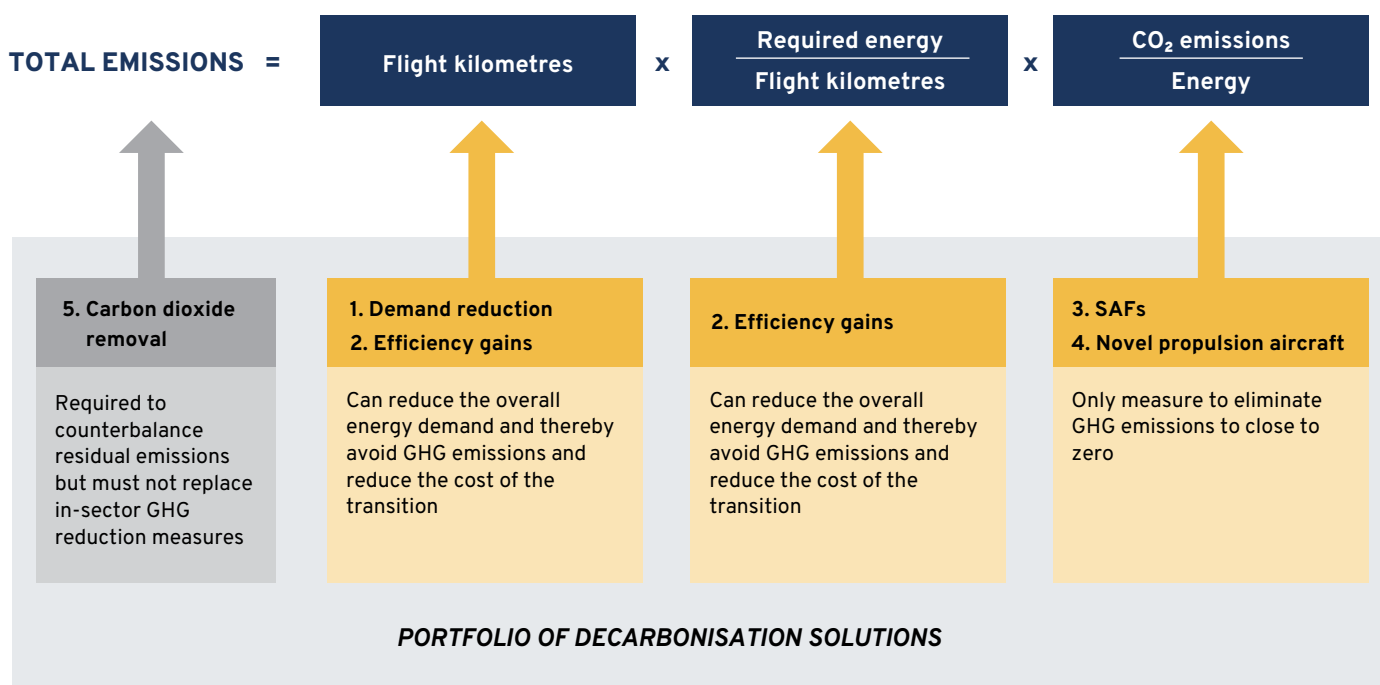 TOTAL EMISSIONS = Flight kilometres x Required energy x CO₂ emissions
Flight kilometres Energy
5. Carbon dioxide
removal
Required to
counterbalance
residual emissions
but must not replace
in-sector GHG
reduction measures
1. Demand reduction
2. Efficiency gains
Can reduce the overall
energy demand and thereby
avoid GHG emissions and
reduce the cost of the
transition
2. Efficiency gains
Can reduce the overall
energy demand and thereby
avoid GHG emissions and
reduce the cost of the
transition
3. SAFs
4. Novel propulsion aircraft
Only measure to eliminate
GHG emissions to close to
zero
PORTFOLIO OF DECARBONISATION SOLUTIONS